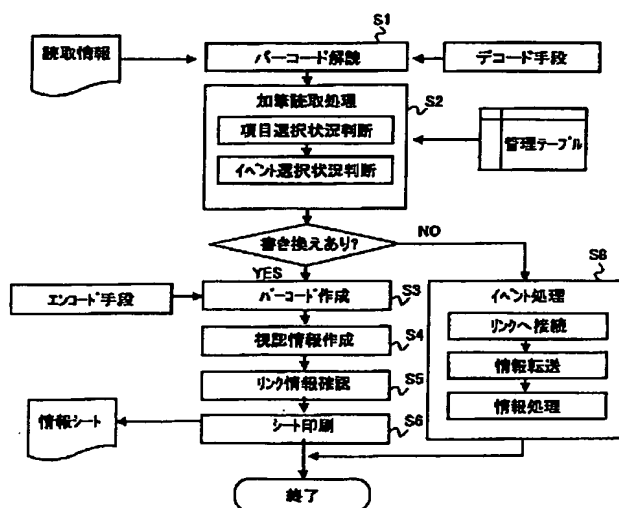 S1
読取情報
バーコード解読
デコード手段
S2
加筆読取処理
項目選択状況判断
イベント選択状況判断
管理テーブル
書き換えあり?
NO
YES
S8
エンコード手段
バーコード作成
S3
イベント処理
視認情報作成
S4
リンクへ接続
リンク情報確認
S5
情報転送
情報シート
シート印刷
S6
情報処理
終了